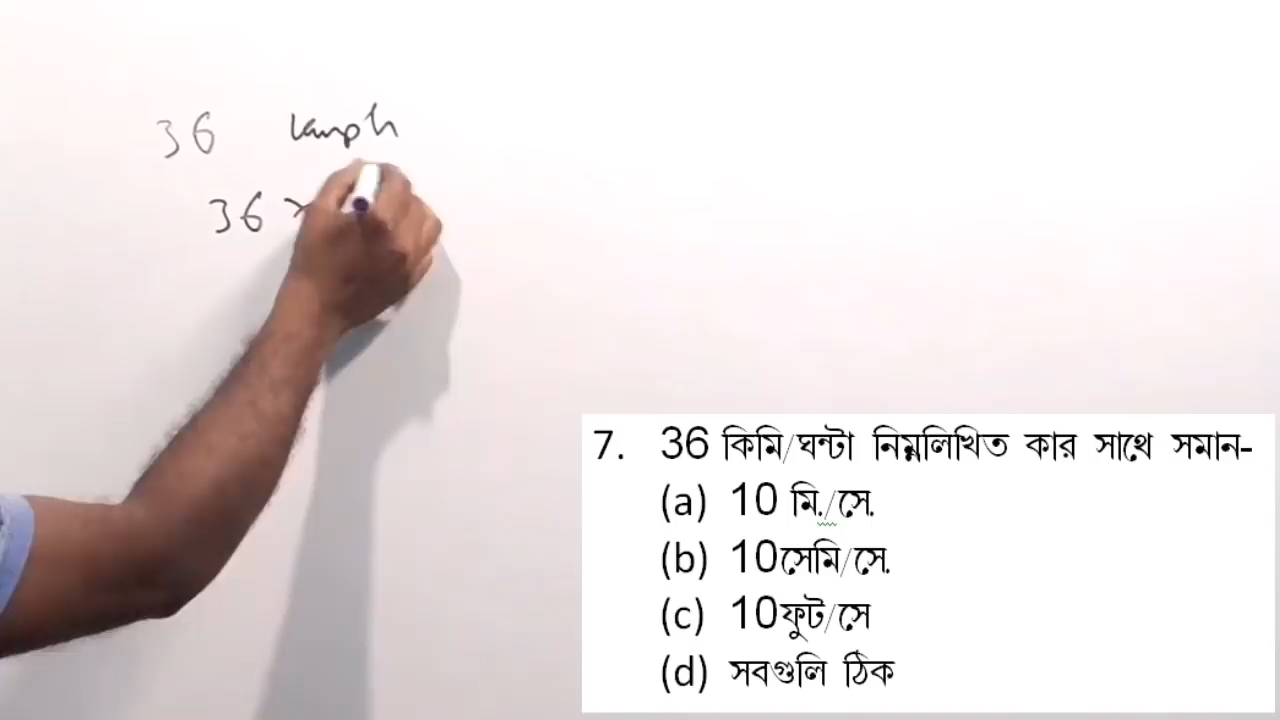 36 kmph
36 ×
7. 36 কিমি/ঘন্টা নিম্নলিখিত কার সাথে সমান-
(a) 10 মি./সে.
(b) 10সেমি/সে.
(c) 10ফুট/সে
(d) সবগুলি ঠিক